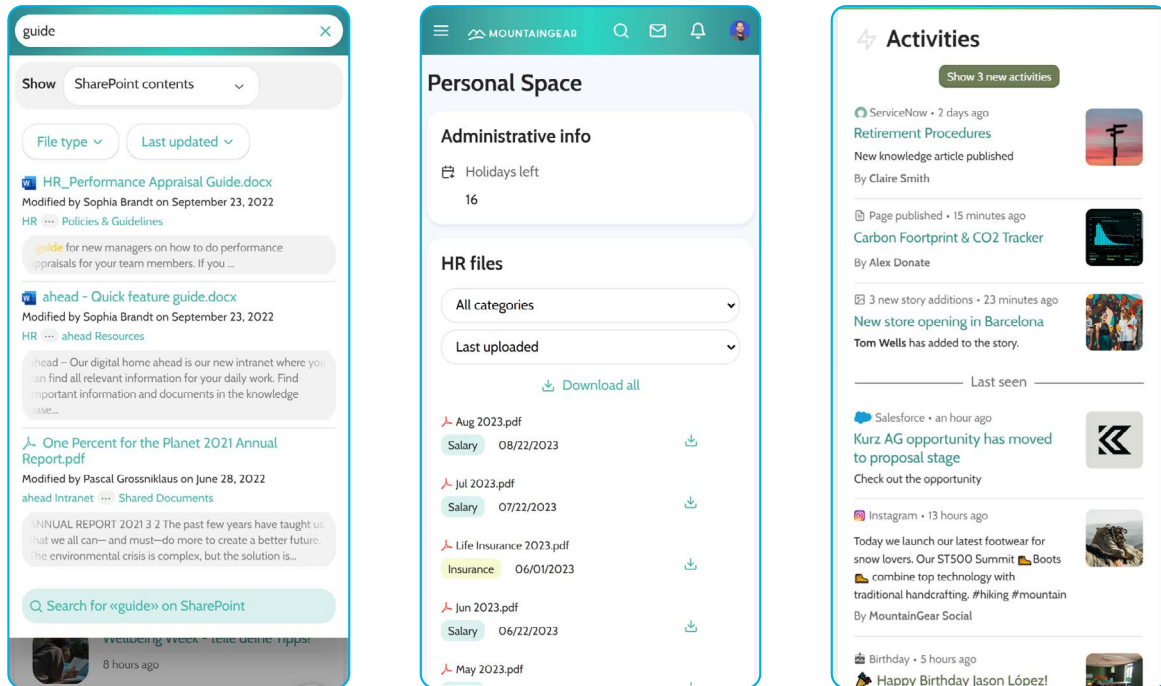 guide
Show SharePoint contents
File type Last updated
HR_Performance Appraisal Guide.docx
Modified by Sophia Brandt on September 23, 2022
HR ... Policies & Guidelines
guide for new managers on how to do performance
appraisals for your team members. If you ...
ahead - Quick feature guide.docx
Modified by Sophia Brandt on September 23, 2022
HR ... ahead Resources
ahead – Our digital home ahead is our new intranet where you
can find all relevant information for your daily work. Find
important information and documents in the knowledge
base...
One Percent for the Planet 2021 Annual
Report.pdf
Modified by Pascal Grossniklaus on June 28, 2022
ahead Intranet ... Shared Documents
ANNUAL REPORT 2021 3 2 The past few years have taught us
that we all can— and must—do more to create a better future.
The environmental crisis is complex, but the solution is...
Search for «guide» on SharePoint
Wellbeing Week - teile deine Tipps!
8 hours ago
MOUNTAINGEAR
Personal Space
Administrative info
Holidays left
16
HR files
All categories
Last uploaded
Download all
Aug 2023.pdf
Salary 08/22/2023
Jul 2023.pdf
Salary 07/22/2023
Life Insurance 2023.pdf
Insurance 06/01/2023
Jun 2023.pdf
Salary 06/22/2023
May 2023.pdf
Activities
Show 3 new activities
ServiceNow • 2 days ago
Retirement Procedures
New knowledge article published
By Claire Smith
Page published • 15 minutes ago
Carbon Foortprint & CO2 Tracker
By Alex Donate
3 new story additions • 23 minutes ago
New store opening in Barcelona
Tom Wells has added to the story.
Last seen
Salesforce • an hour ago
Kurz AG opportunity has moved
to proposal stage
Check out the opportunity
Instagram • 13 hours ago
Today we launch our latest footwear for
snow lovers. Our ST500 Summit 🥾 Boots
🥾 combine top technology with
traditional handcrafting. #hiking #mountain
By MountainGear Social
Birthday • 5 hours ago
Happy Birthday Jason López!